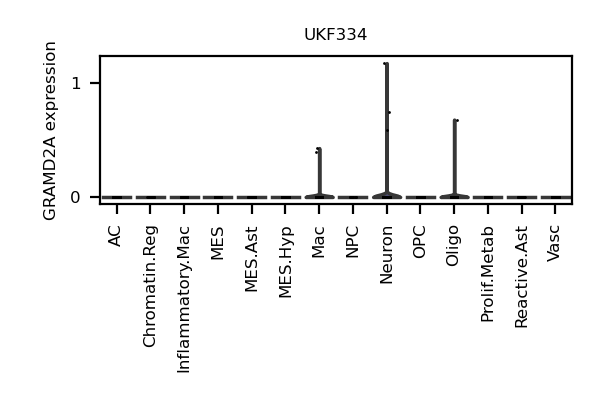 UKF334
GRAMD2A expression
1
0
AC
Chromatin.Reg
Inflammatory.Mac
MES
MES.Ast
MES.Hyp
Mac
NPC
Neuron
OPC
Oligo
Prolif.Metab
Reactive.Ast
Vasc